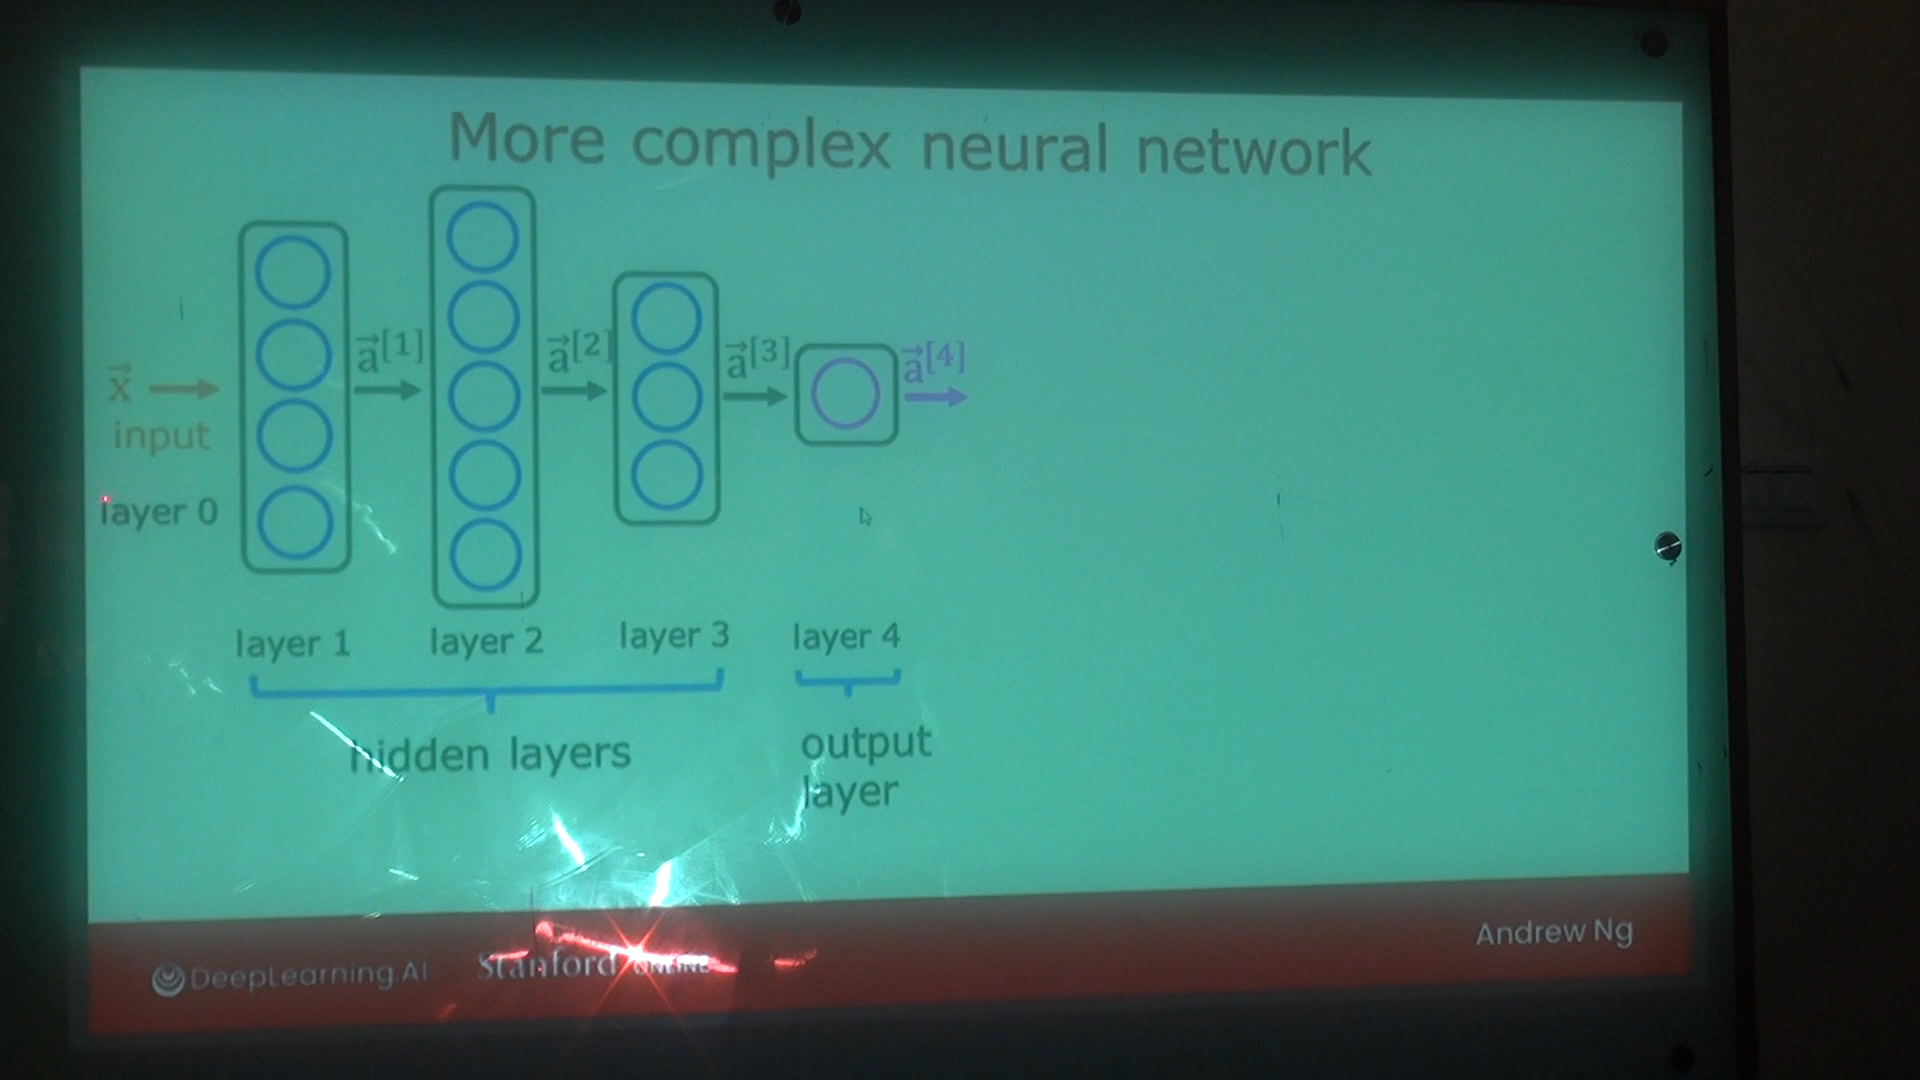 More complex neural network
x⃗
input
layer 0
a⃗[1]
a⃗[2]
a⃗[3]
a⃗[4]
layer 1 layer 2 layer 3 layer 4
hidden layers
output
layer
DeepLearning.AI Stanford ONLINE Andrew Ng